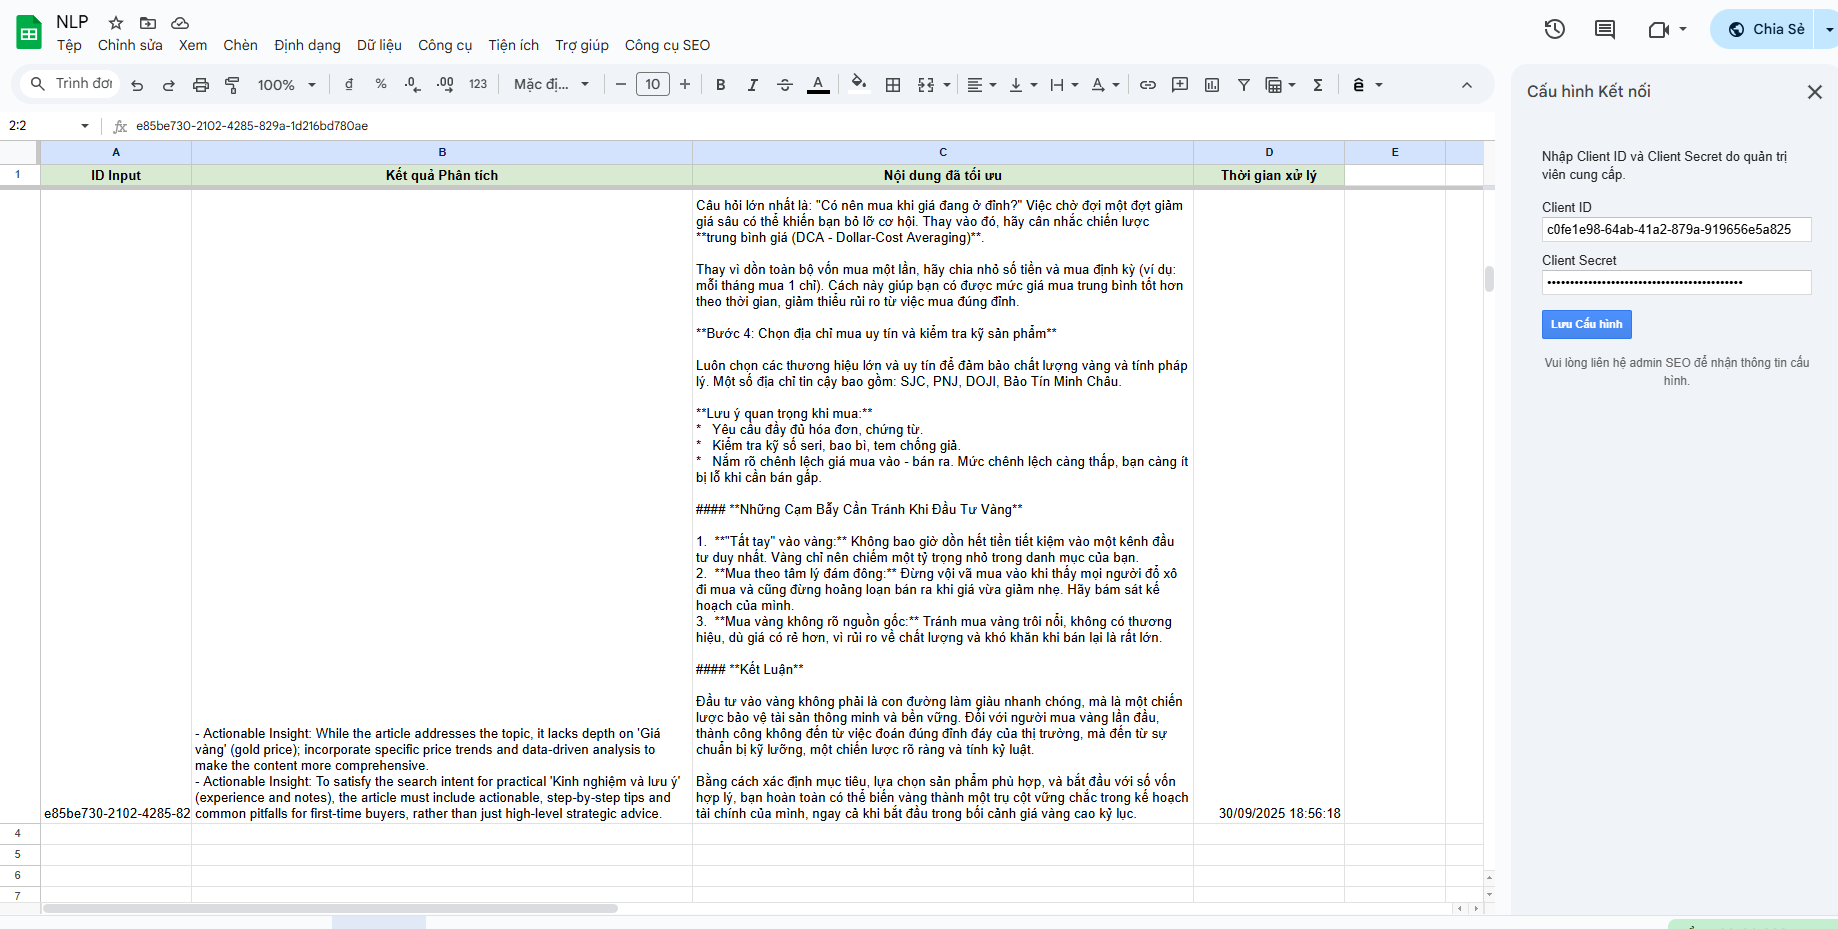 NLP
Tệp Chỉnh sửa Xem Chèn Định dạng Dữ liệu Công cụ Tiện ích Trợ giúp Công cụ SEO
Chia Sẻ
Trình đơn 100% đ % .0 .00 123 Mặc đị... 10 B I A Σ ê
2:2 fx e85be730-2102-4285-829a-1d216bd780ae
A B C D E
1 ID Input Kết quả Phân tích Nội dung đã tối ưu Thời gian xử lý
Câu hỏi lớn nhất là: "Có nên mua khi giá đang ở đỉnh?" Việc chờ đợi một đợt giảm
giá sâu có thể khiến bạn bỏ lỡ cơ hội. Thay vào đó, hãy cân nhắc chiến lược
**trung bình giá (DCA - Dollar-Cost Averaging)**.
Thay vì dồn toàn bộ vốn mua một lần, hãy chia nhỏ số tiền và mua định kỳ (ví dụ:
mỗi tháng mua 1 chỉ). Cách này giúp bạn có được mức giá mua trung bình tốt hơn
theo thời gian, giảm thiểu rủi ro từ việc mua đúng đỉnh.
**Bước 4: Chọn địa chỉ mua uy tín và kiểm tra kỹ sản phẩm**
Luôn chọn các thương hiệu lớn và uy tín để đảm bảo chất lượng vàng và tính pháp
lý. Một số địa chỉ tin cậy bao gồm: SJC, PNJ, DOJI, Bảo Tín Minh Châu.
**Lưu ý quan trọng khi mua:**
* Yêu cầu đầy đủ hóa đơn, chứng từ.
* Kiểm tra kỹ số seri, bao bì, tem chống giả.
* Nắm rõ chênh lệch giá mua vào - bán ra. Mức chênh lệch càng thấp, bạn càng ít
bị lỗ khi cần bán gấp.
#### **Những Cạm Bẫy Cần Tránh Khi Đầu Tư Vàng**
1. **"Tất tay" vào vàng:** Không bao giờ dồn hết tiền tiết kiệm vào một kênh đầu
tư duy nhất. Vàng chỉ nên chiếm một tỷ trọng nhỏ trong danh mục của bạn.
2. **Mua theo tâm lý đám đông:** Đừng vội vã mua vào khi thấy mọi người đổ xô
đi mua và cũng đừng hoảng loạn bán ra khi giá vừa giảm nhẹ. Hãy bám sát kế
hoạch của mình.
3. **Mua vàng không rõ nguồn gốc:** Tránh mua vàng trôi nổi, không có thương
hiệu, dù giá có rẻ hơn, vì rủi ro về chất lượng và khó khăn khi bán lại là rất lớn.
#### **Kết Luận**
Đầu tư vào vàng không phải là con đường làm giàu nhanh chóng, mà là một chiến
lược bảo vệ tài sản thông minh và bền vững. Đối với người mua vàng lần đầu,
thành công không đến từ việc đoán đúng đỉnh đáy của thị trường, mà đến từ sự
chuẩn bị kỹ lưỡng, một chiến lược rõ ràng và tính kỷ luật.
Bằng cách xác định mục tiêu, lựa chọn sản phẩm phù hợp, và bắt đầu với số vốn
hợp lý, bạn hoàn toàn có thể biến vàng thành một trụ cột vững chắc trong kế hoạch
tài chính của mình, ngay cả khi bắt đầu trong bối cảnh giá vàng cao kỷ lục.
- Actionable Insight: While the article addresses the topic, it lacks depth on 'Giá
vàng' (gold price); incorporate specific price trends and data-driven analysis to
make the content more comprehensive.
- Actionable Insight: To satisfy the search intent for practical 'Kinh nghiệm và lưu ý'
(experience and notes), the article must include actionable, step-by-step tips and
common pitfalls for first-time buyers, rather than just high-level strategic advice.
e85be730-2102-4285-82
30/09/2025 18:56:18
4
5
6
7
Cấu hình Kết nối
Nhập Client ID và Client Secret do quản trị
viên cung cấp.
Client ID
c0fe1e98-64ab-41a2-879a-919656e5a825
Client Secret
Lưu Cấu hình
Vui lòng liên hệ admin SEO để nhận thông tin cấu
hình.